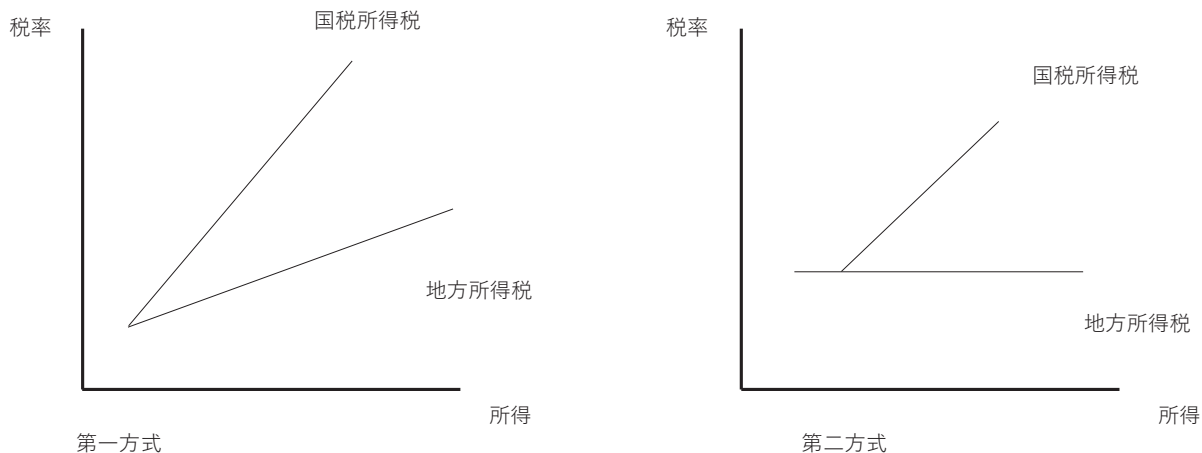 税率
国税所得税
地方所得税
所得
第一方式
税率
国税所得税
地方所得税
所得
第二方式